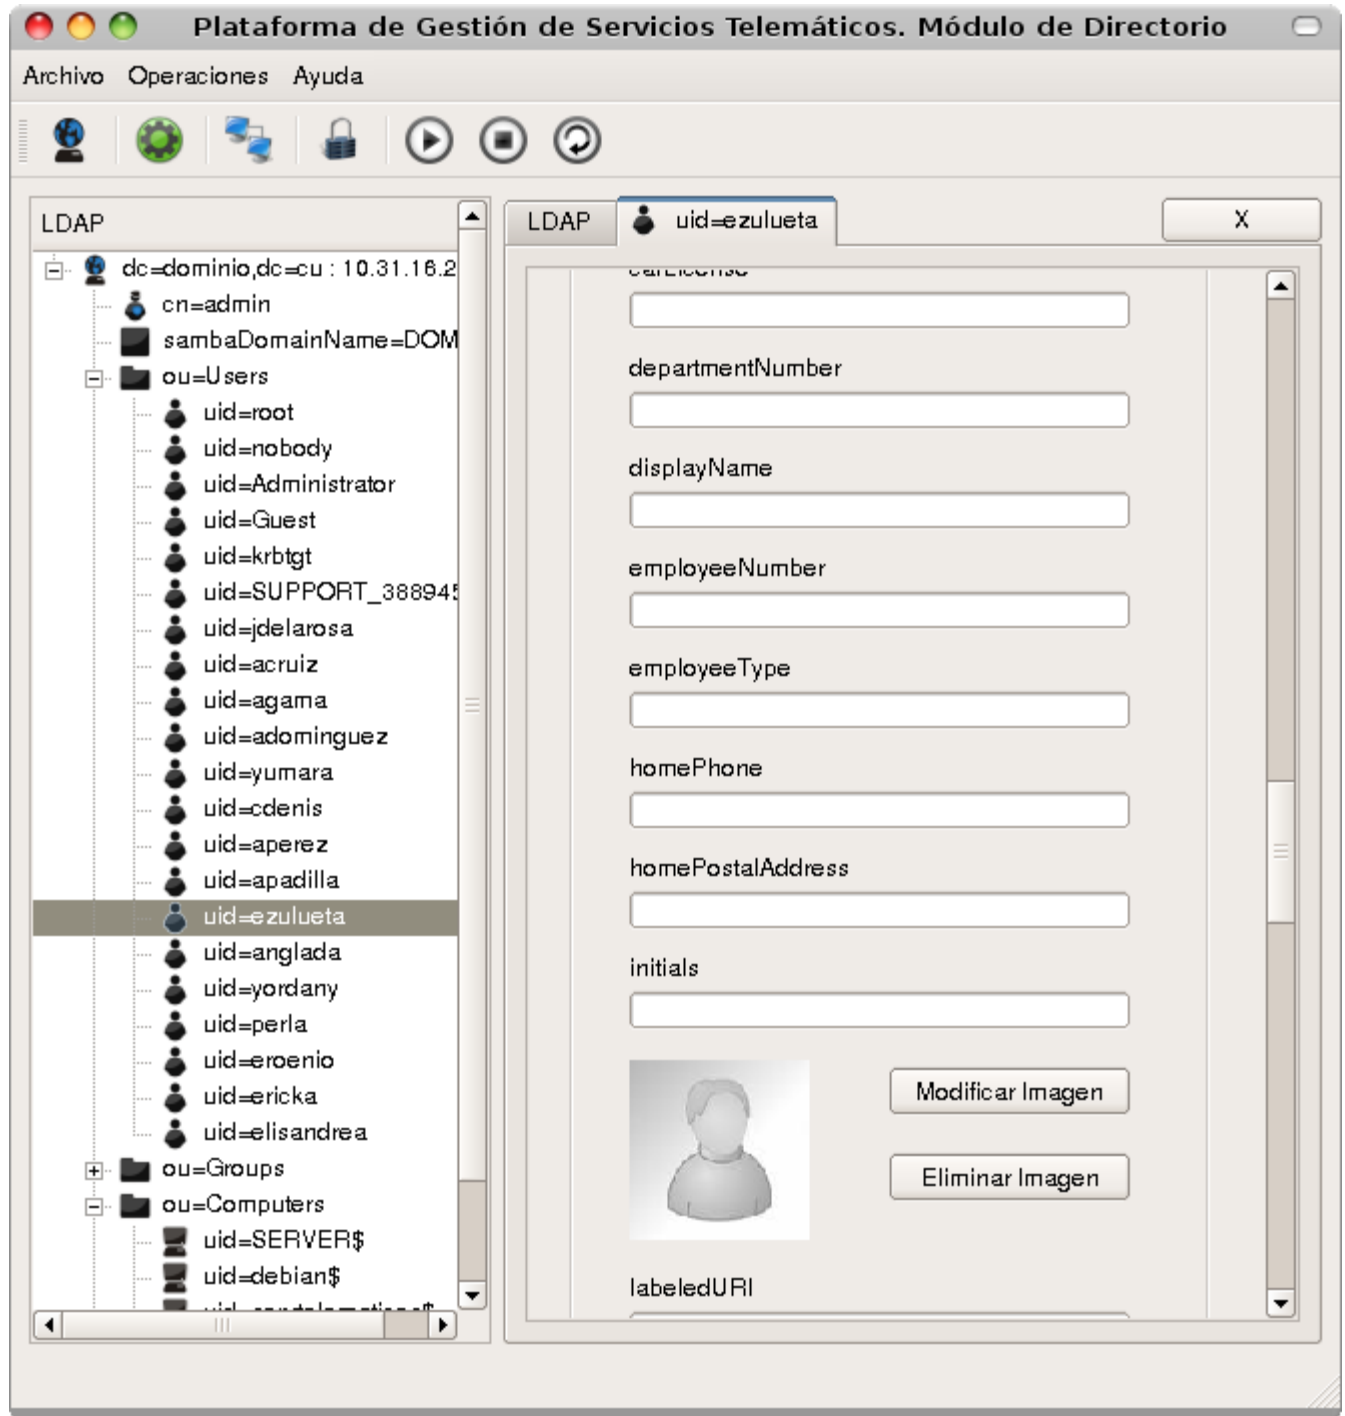 Plataforma de Gestión de Servicios Telemáticos. Módulo de Directorio
Archivo Operaciones Ayuda
LDAP
dc=dominio,dc=cu : 10.31.16.2
cn=admin
sambaDomainName=DOM
ou=Users
uid=root
uid=nobody
uid=Administrator
uid=Guest
uid=krbtgt
uid=SUPPORT_388945
uid=jdelarosa
uid=acruiz
uid=agama
uid=adominguez
uid=yumara
uid=cdenis
uid=aperez
uid=apadilla
uid=ezulueta
uid=anglada
uid=yordany
uid=perla
uid=eroenio
uid=ericka
uid=elisandrea
ou=Groups
ou=Computers
uid=SERVER$
uid=debian$
LDAP
uid=ezulueta
X
carLicense
departmentNumber
displayName
employeeNumber
employeeType
homePhone
homePostalAddress
initials
Modificar Imagen
Eliminar Imagen
labeledURI